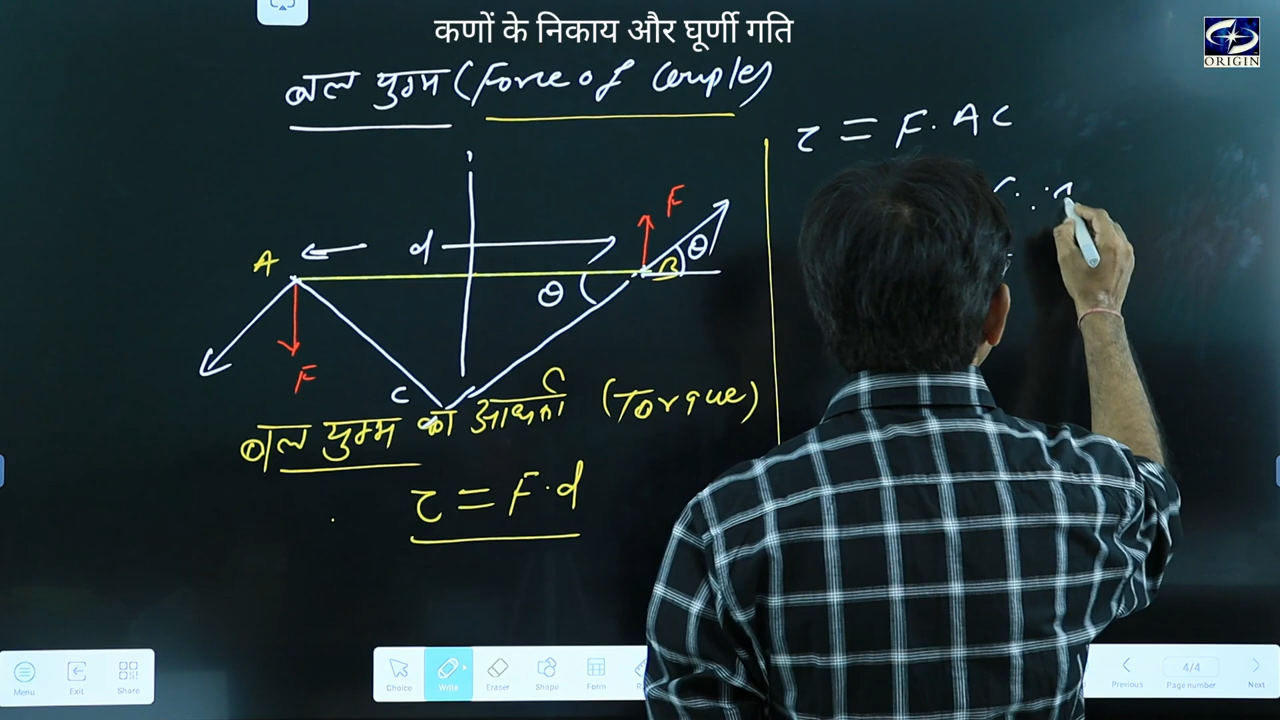 कणों के निकाय और घूर्णी गति
ORIGIN
बल युग्म (Force of Couple)
τ = F. A C
∵
F
d
A
θ
B
θ
F
C
बल युग्म का आघूर्ण (Torque)
τ = F.d
Menu
Exit
Share
Choice
Write
Eraser
Shape
Form
4/4
Previous
Page number
Next